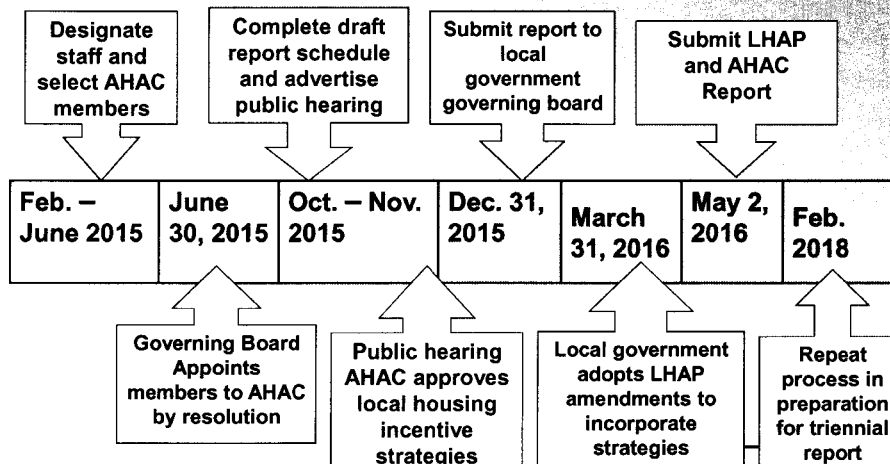 Designate
staff and
select AHAC
members
Complete draft
report schedule
and advertise
public hearing
Submit report to
local
government
governing board
Submit LHAP
and AHAC
Report
Feb. –
June 2015
June
30, 2015
Oct. – Nov.
2015
Dec. 31,
2015
March
31, 2016
May 2,
2016
Feb.
2018
Governing Board
Appoints
members to AHAC
by resolution
Public hearing
AHAC approves
local housing
incentive
strategies
Local government
adopts LHAP
amendments to
incorporate
strategies
Repeat
process in
preparation
for triennial
report